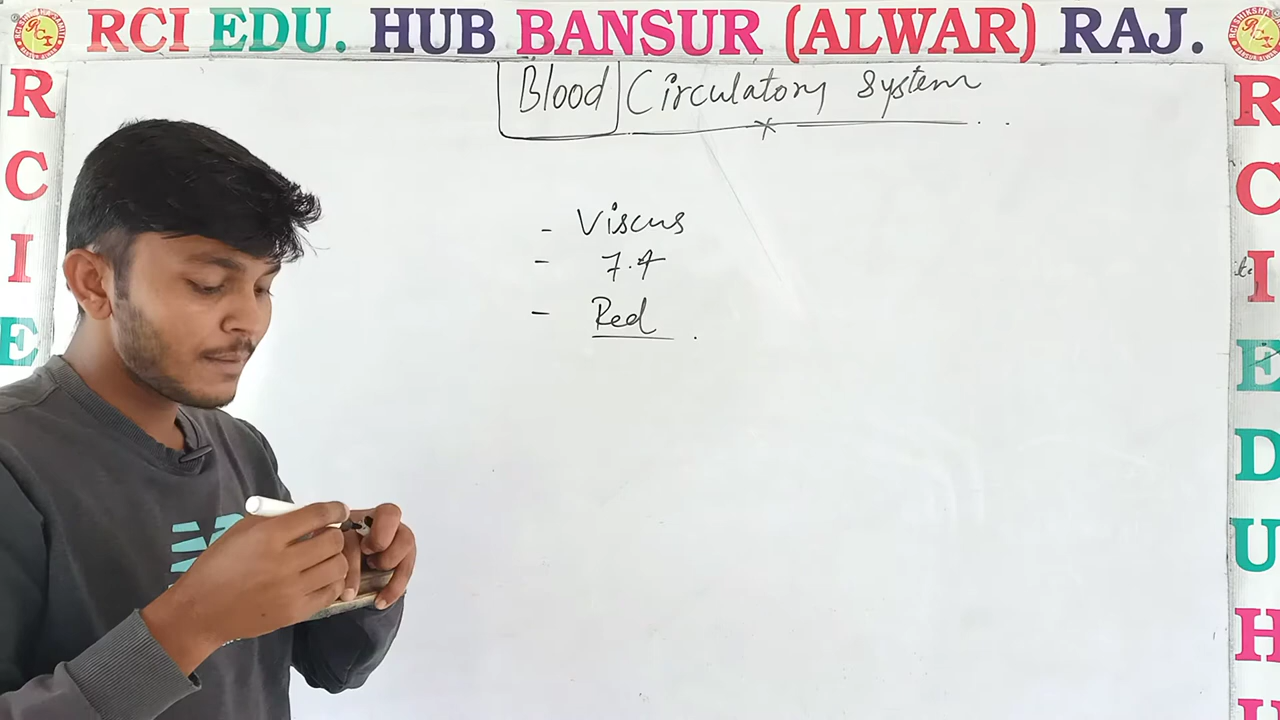 RCI EDU. HUB BANSUR (ALWAR) RAJ.
R
C
I
E
Blood Circulatory System
- Viscus
- 7.4
- Red
R
C
I
E
D
U
H